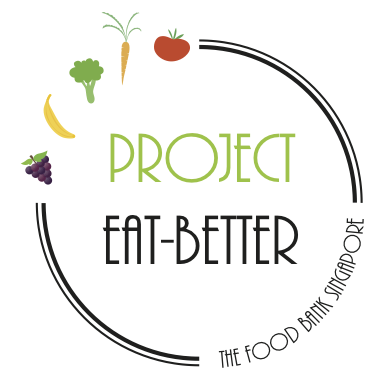 PROJECT
EAT-BETTER
THE FOOD BANK SINGAPORE